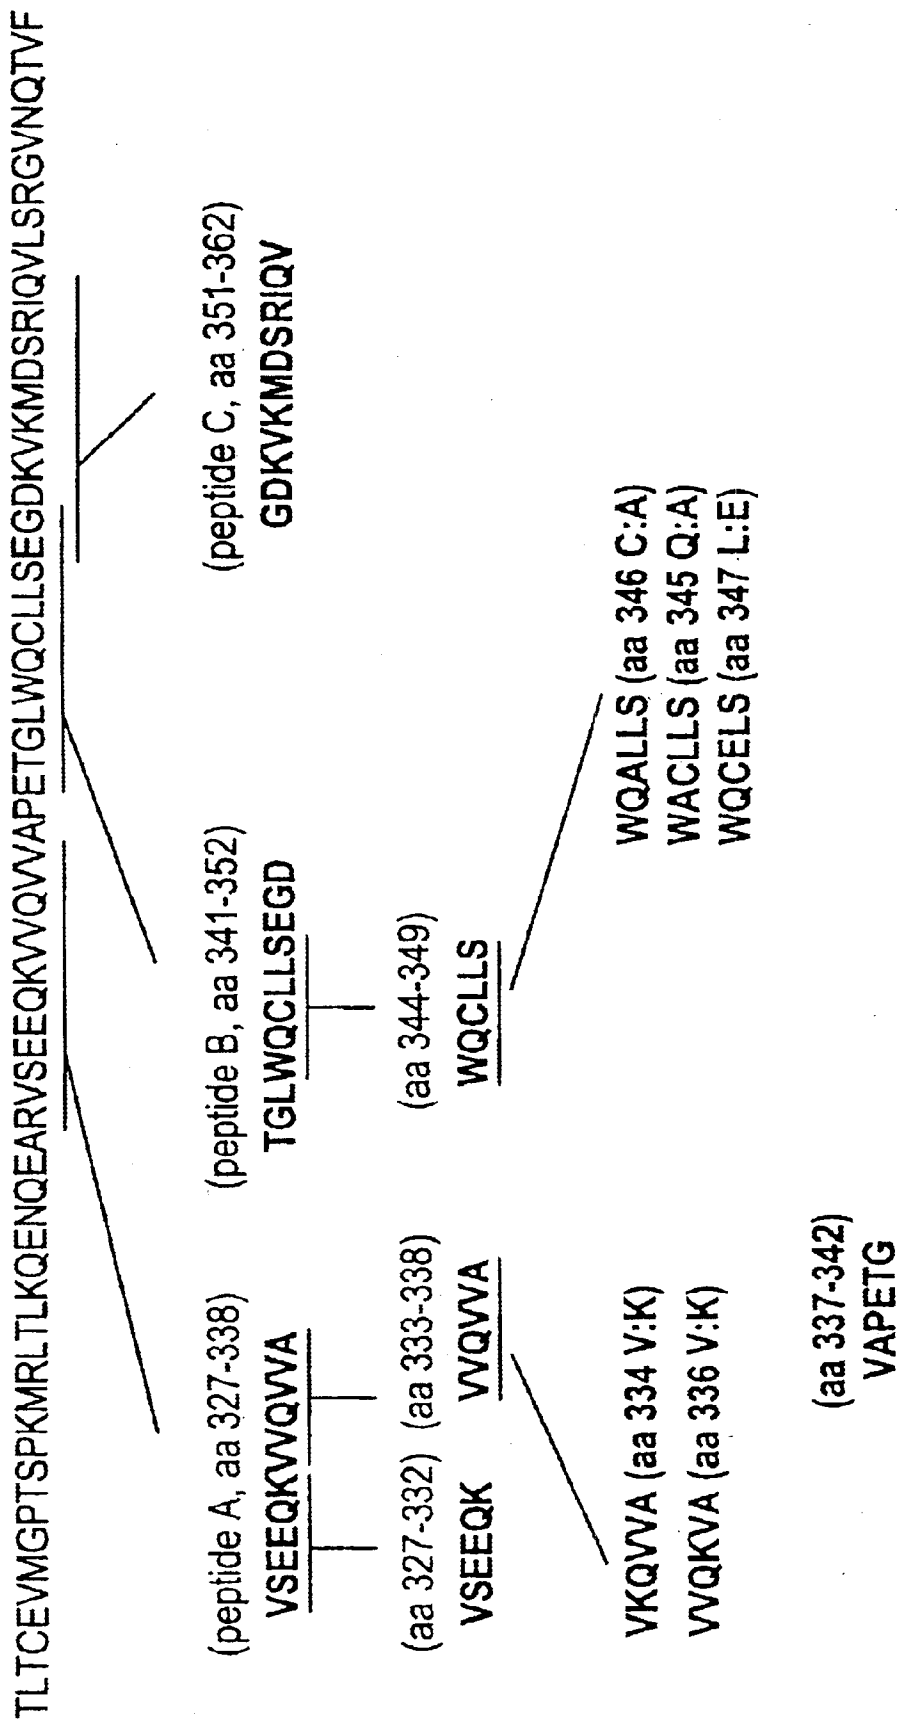 TLTCEVMGPTSPKMRLTLKQENQEARVSEEQKVVQVVAPETGLWQCLLSEGDKVKMDSRIQVLSRGVNQTVF
(peptide A, aa 327-338)
VSEEQKVVQVVA
(peptide B, aa 341-352)
TGLWQCLLSEGD
(peptide C, aa 351-362)
GDKVKMDSRIQV
(aa 327-332)
VSEEQK
(aa 333-338)
VVQVVA
(aa 344-349)
WQCLLS
VKQVVA (aa 334 V:K)
VVQKVA (aa 336 V:K)
WQALLS (aa 346 C:A)
WACLLS (aa 345 Q:A)
WQCELS (aa 347 L:E)
(aa 337-342)
VAPETG